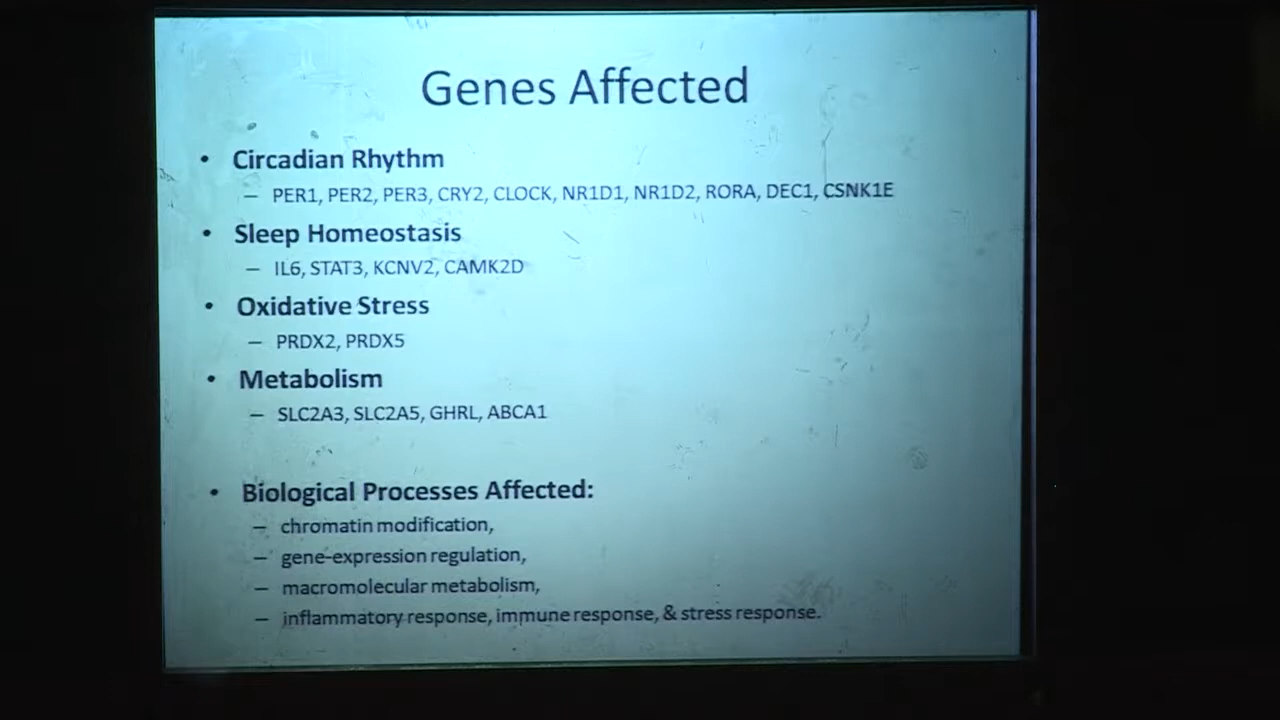 Genes Affected
• Circadian Rhythm
– PER1, PER2, PER3, CRY2, CLOCK, NR1D1, NR1D2, RORA, DEC1, CSNK1E
• Sleep Homeostasis
– IL6, STAT3, KCNV2, CAMK2D
• Oxidative Stress
– PRDX2, PRDX5
• Metabolism
– SLC2A3, SLC2A5, GHRL, ABCA1
• Biological Processes Affected:
– chromatin modification,
– gene-expression regulation,
– macromolecular metabolism,
– inflammatory response, immune response, & stress response.